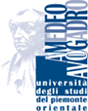 AMEDEO
AVOGADRO
università
degli studi
del piemonte
orientale